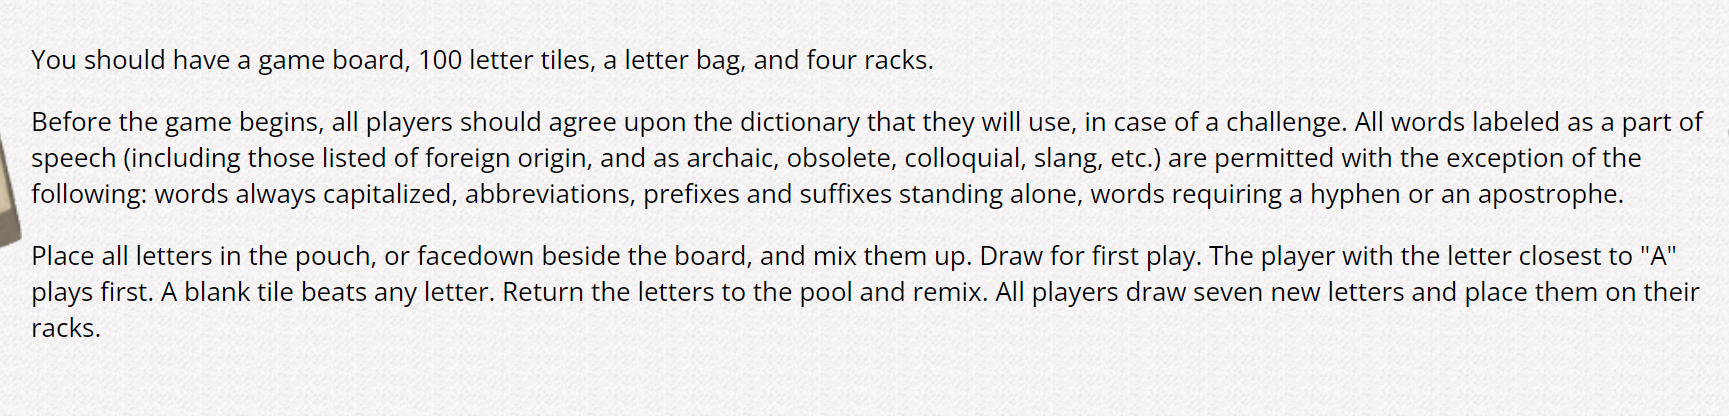 You should have a game board, 100 letter tiles, a letter bag, and four racks.
Before the game begins, all players should agree upon the dictionary that they will use, in case of a challenge. All words labeled as a part of
speech (including those listed of foreign origin, and as archaic, obsolete, colloquial, slang, etc.) are permitted with the exception of the
following: words always capitalized, abbreviations, prefixes and suffixes standing alone, words requiring a hyphen or an apostrophe.
Place all letters in the pouch, or facedown beside the board, and mix them up. Draw for first play. The player with the letter closest to "A"
plays first. A blank tile beats any letter. Return the letters to the pool and remix. All players draw seven new letters and place them on their
racks.